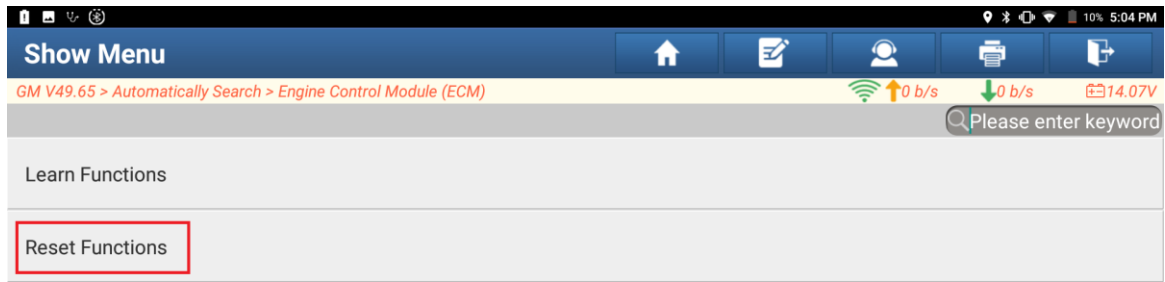 10% 5:04 PM
Show Menu
GM V49.65 > Automatically Search > Engine Control Module (ECM) 0 b/s 0 b/s 14.07V
Please enter keyword
Learn Functions
Reset Functions